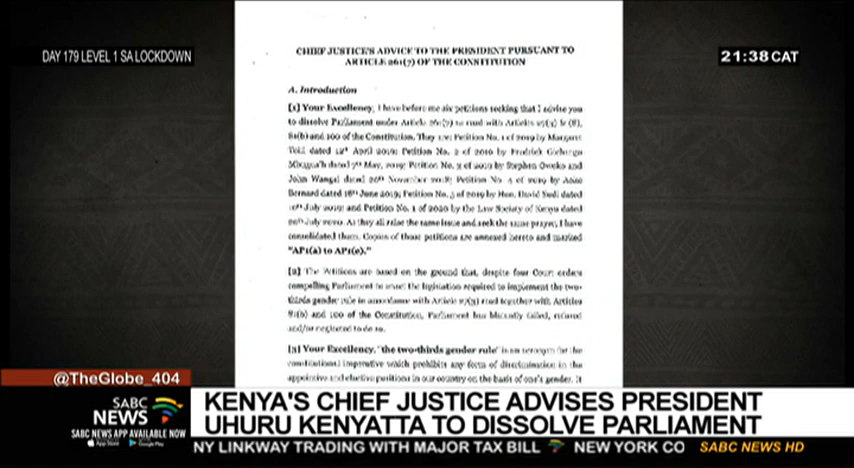 DAY 179 LEVEL 1 SA LOCKDOWN
21:38 CAT
CHIEF JUSTICE'S ADVICE TO THE PRESIDENT PURSUANT TO
ARTICLE 261(7) OF THE CONSTITUTION
A. Introduction
[1] Your Excellency, I have before me six petitions seeking that I advise you
to dissolve Parliament under Article 261(7) as read with Articles
81(b) and 100 of the Constitution. They are: Petition No. 1 of 2019 by Margaret
Toili dated 12th April 2019; Petition No. 2 of 2019 by Fredrick
dated 7th May, 2019; Petition No. 3 of 2019 by Stephen Owoko and
John Wangai dated November Petition No. 4 of 2019 by
Bernard dated 18th June 2019; Petition No. 5 of 2019 by Hon. David Sudi dated
July 2019; and Petition No. 1 of 2020 by the Law Society of Kenya dated
July 2020. As they all raise the same issue and seek the same prayer, I have
consolidated them. Copies of those petitions are annexed hereto and marked
"AP1(a) to AP1(e)."
[2] The Petitions are based on the ground that, despite four Court orders
compelling Parliament to enact the legislation required to implement the two-
thirds gender rule in accordance with Article read together with Articles
81(b) and 100 of the Constitution, Parliament has blatantly failed, refused
and/or neglected to do so.
[3] Your Excellency, "the two-thirds gender rule" is an acronym for the
constitutional imperative which prohibits any form of discrimination in the
appointive and elective positions in our country on the basis of one's gender. It
@TheGlobe_404
SABC
NEWS
SABC NEWS APP AVAILABLE NOW
App Store
Google Play
KENYA'S CHIEF JUSTICE ADVISES PRESIDENT
UHURU KENYATTA TO DISSOLVE PARLIAMENT
NY LINKWAY TRADING WITH MAJOR TAX BILL NEW YORK CO
SABC NEWS HD